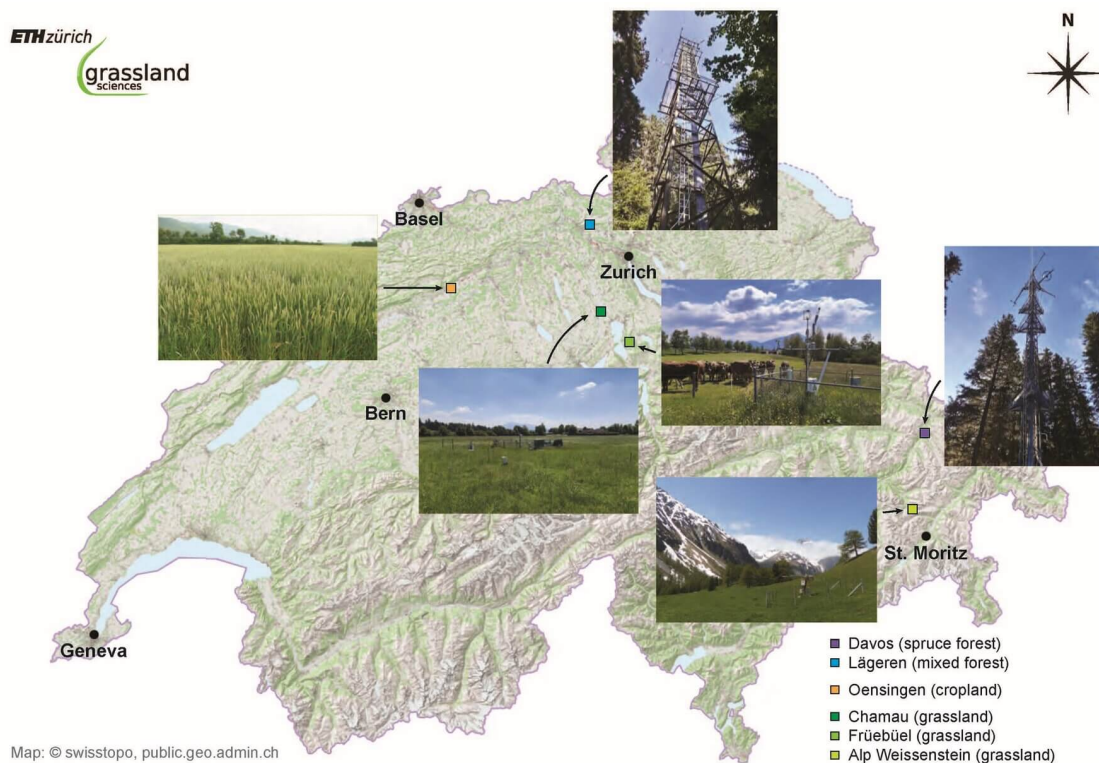 ETHzürich
grassland
sciences
N
Basel
Zurich
Bern
St. Moritz
Geneva
Davos (spruce forest)
Lägeren (mixed forest)
Oensingen (cropland)
Chamau (grassland)
Früebüel (grassland)
Alp Weissenstein (grassland)
Map: © swisstopo, public.geo.admin.ch